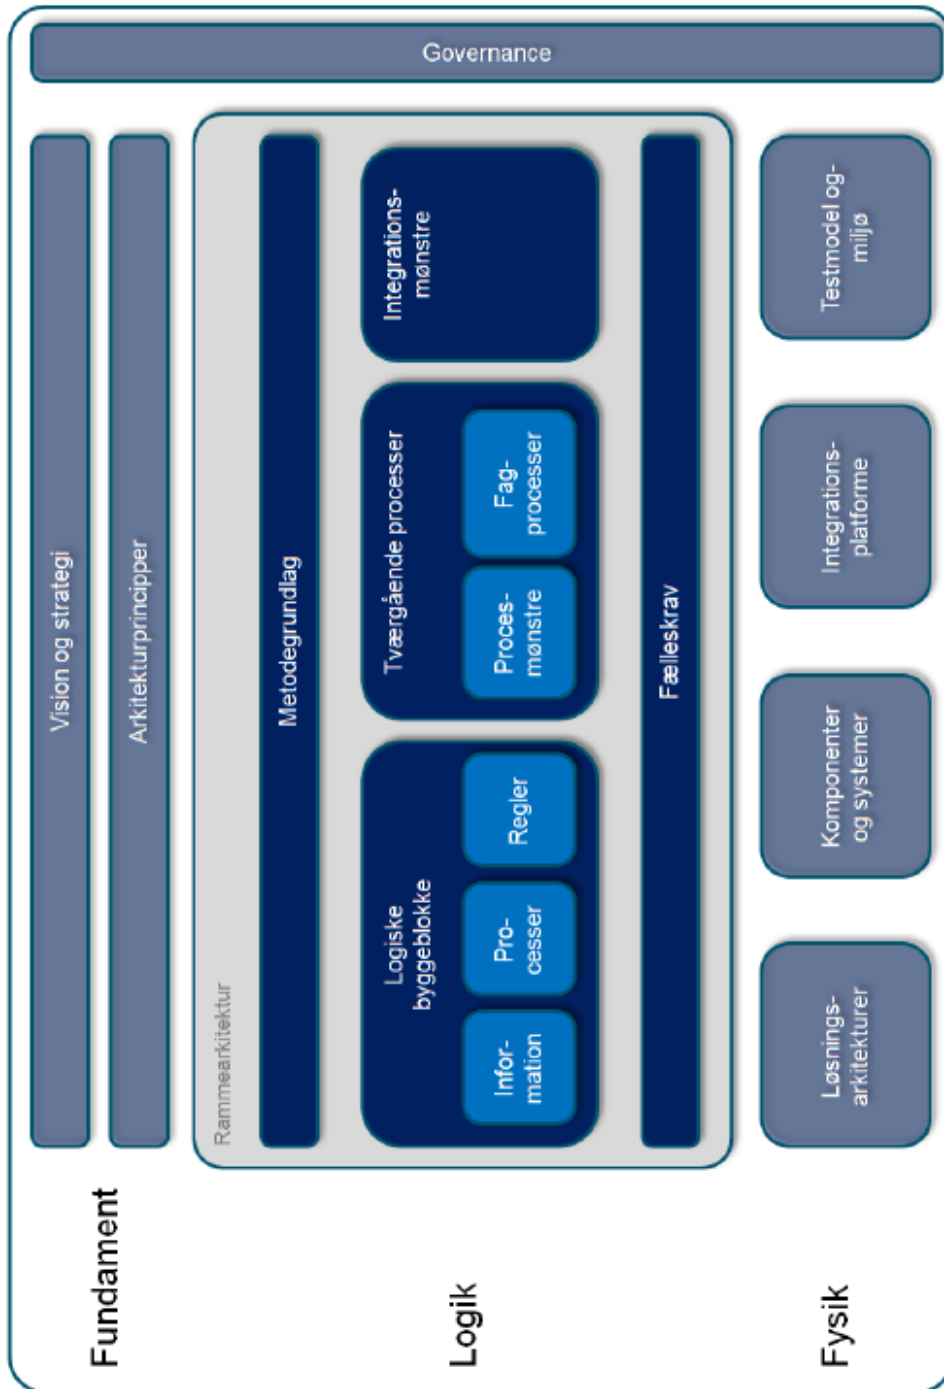 Fundament
Vision og strategi
Arkitekturprincipper
Logik
Rammearkitektur
Metodegrundlag
Logiske
byggeblokke
Infor-
mation
Pro-
cesser
Regler
Tværgående processer
Proces-
mønstre
Fag-
processer
Integrations-
mønstre
Fælleskrav
Fysik
Løsnings-
arkitekturer
Komponenter
og systemer
Integrations-
platforme
Testmodel og-
miljø
Governance